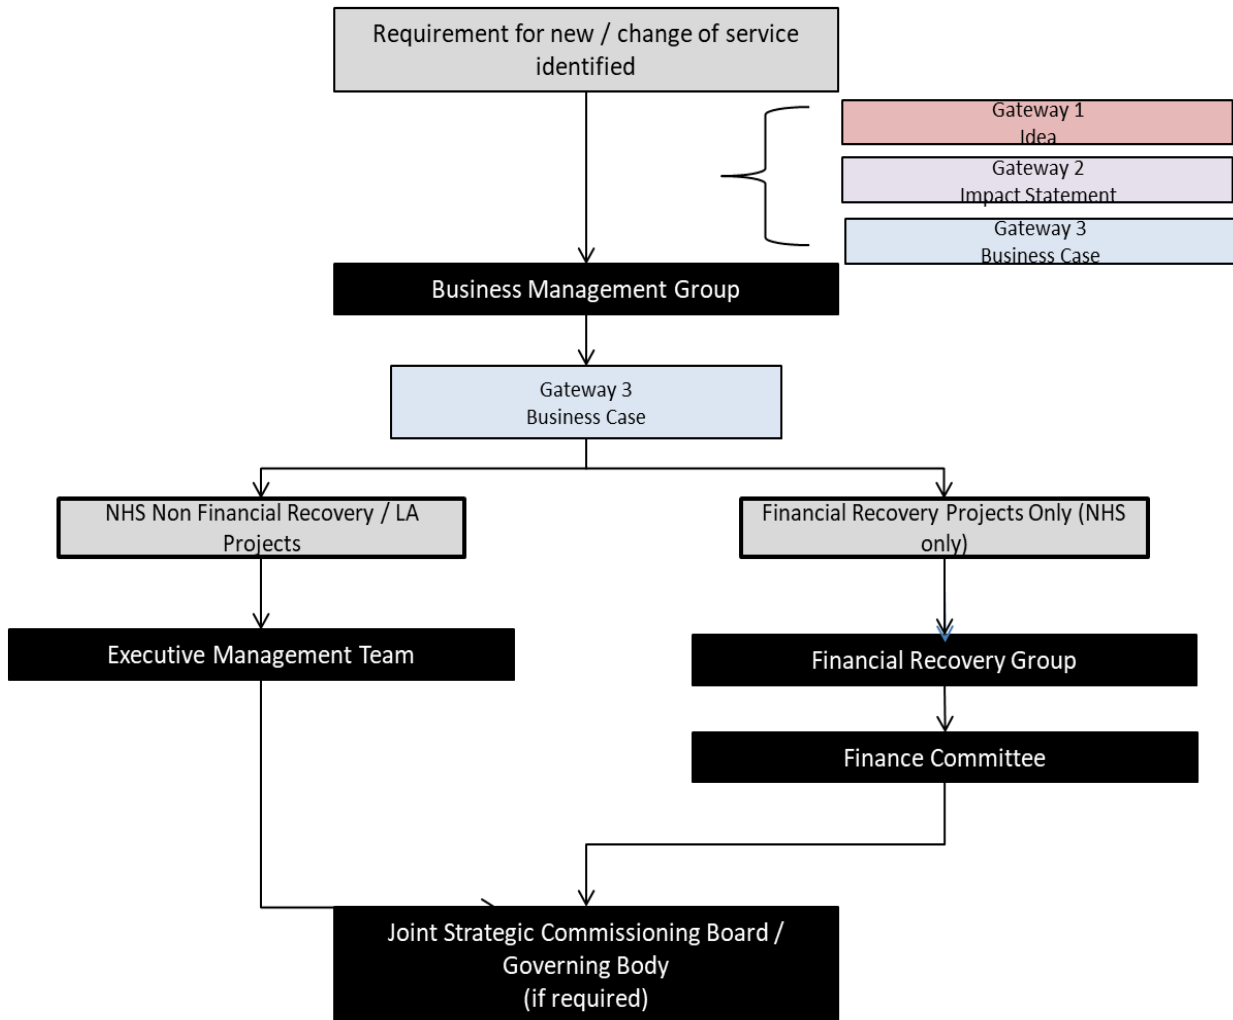 Requirement for new / change of service
identified
Gateway 1
Idea
Gateway 2
Impact Statement
Gateway 3
Business Case
Business Management Group
Gateway 3
Business Case
NHS Non Financial Recovery / LA
Projects
Financial Recovery Projects Only (NHS
only)
Executive Management Team
Financial Recovery Group
Finance Committee
Joint Strategic Commissioning Board /
Governing Body
(if required)